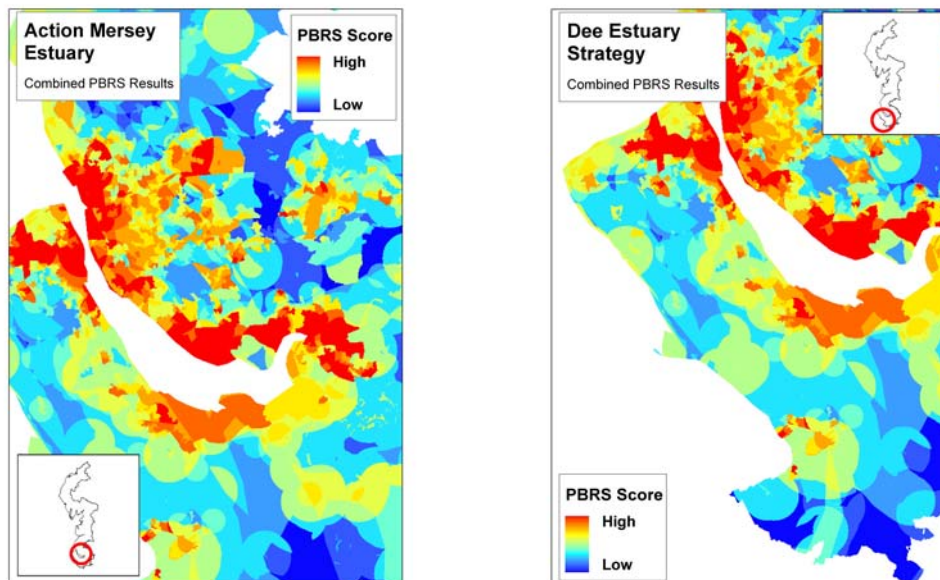 Action Mersey
Estuary
Combined PBRS Results
PBRS Score
High
Low
Dee Estuary
Strategy
Combined PBRS Results
PBRS Score
High
Low